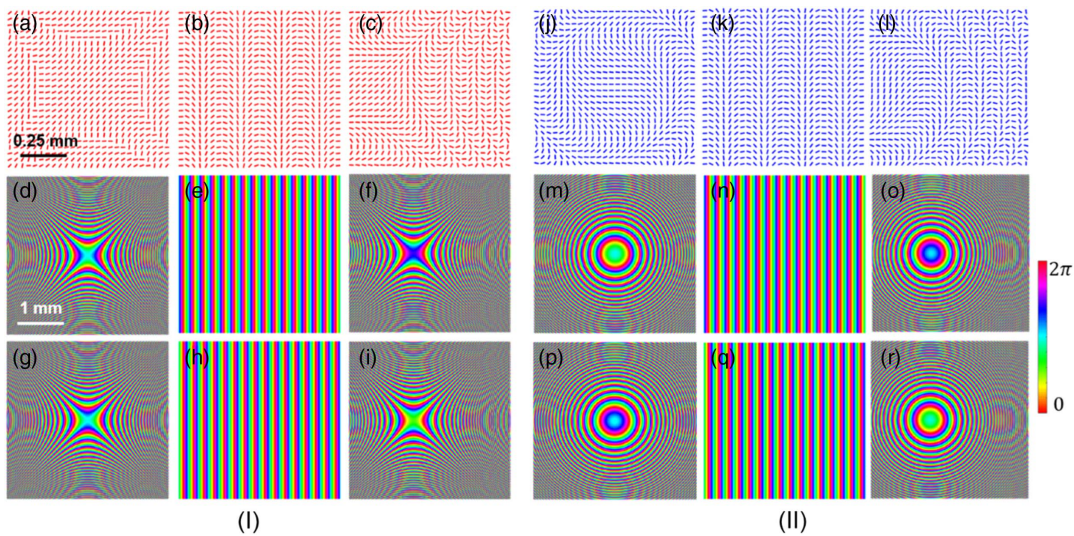 (a) (b) (c) (j) (k) (l)
0.25 mm
(d) (e) (f) (m) (n) (o)
2π
1 mm
(g) (h) (i) (p) (q) (r)
0
(I) (II)